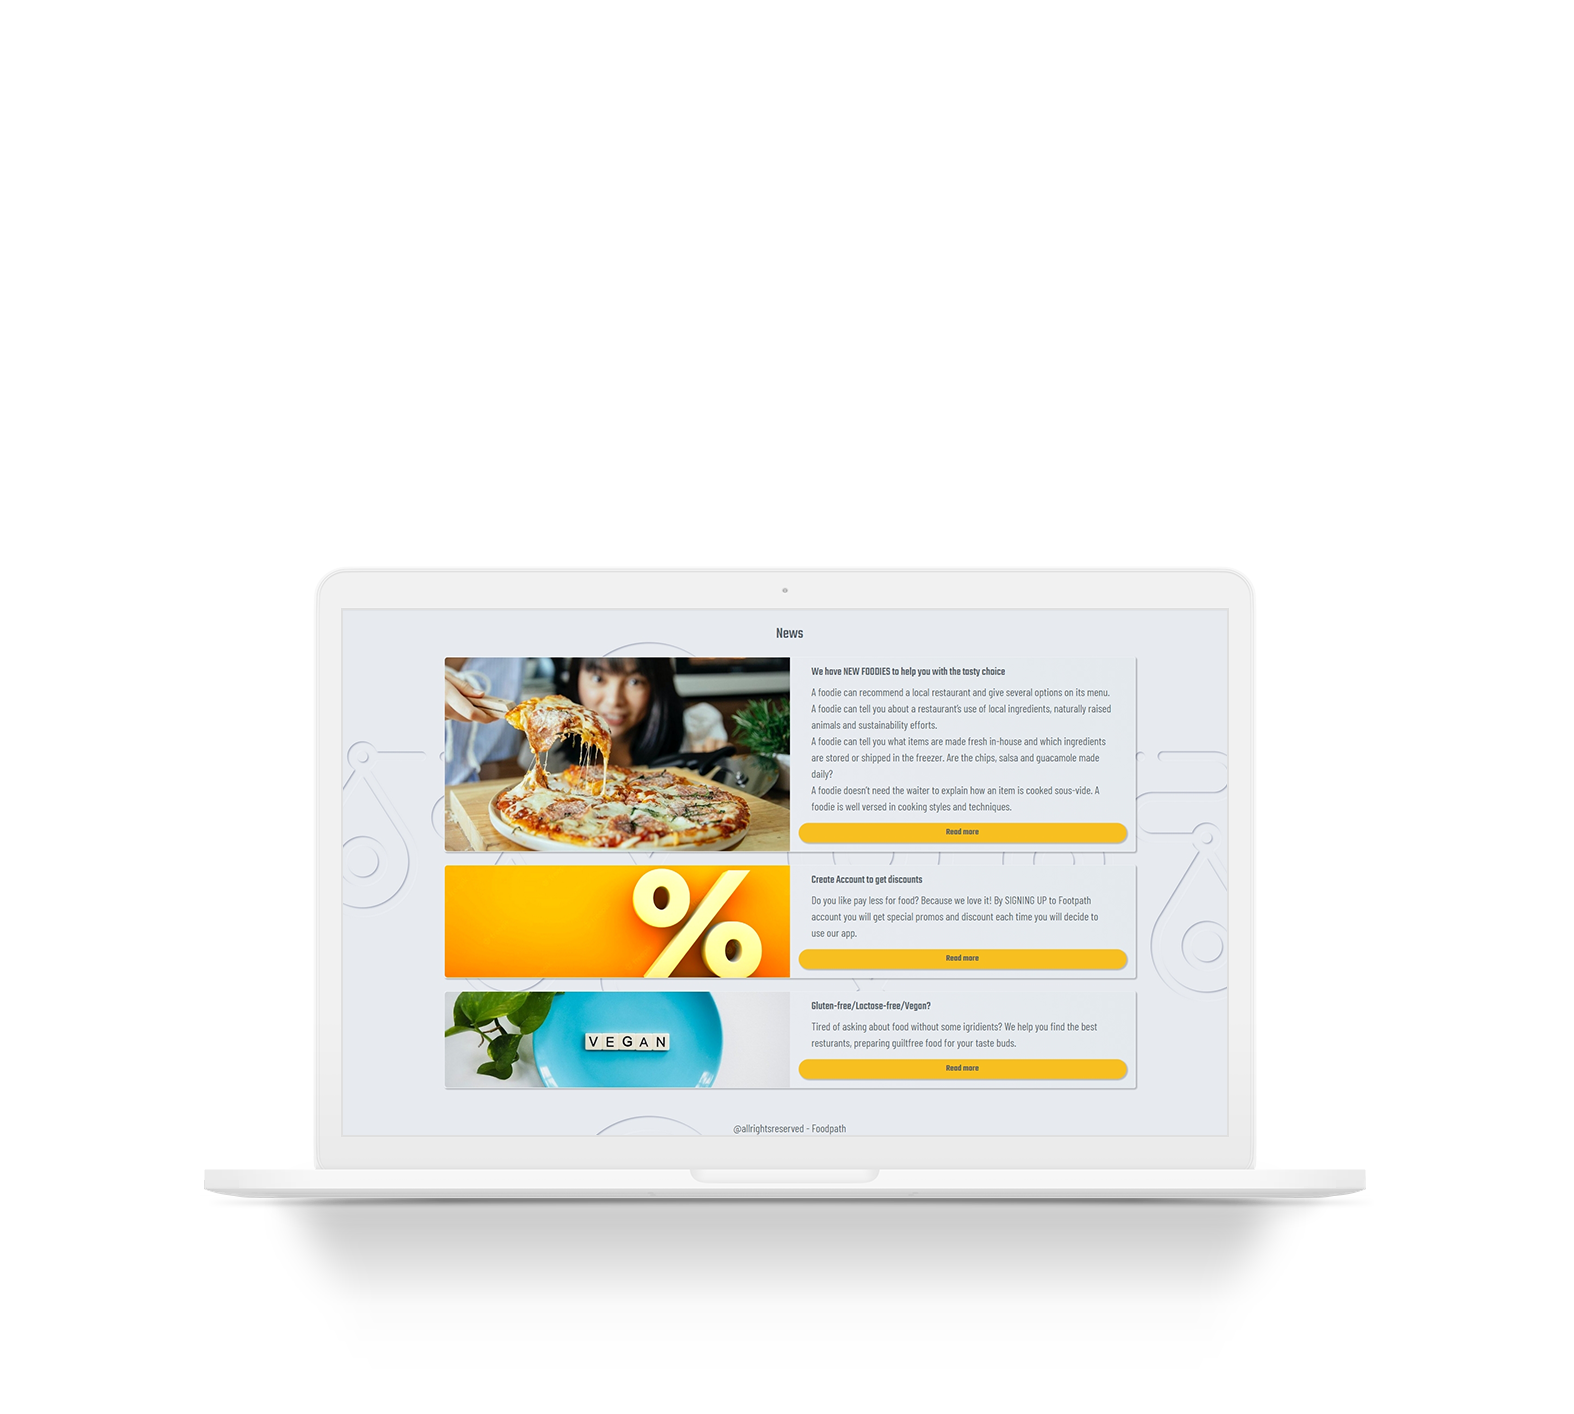 News
We have NEW FOODIES to help you with the tasty choice
A foodie can recommend a local restaurant and give several options on its menu.
A foodie can tell you about a restaurant's use of local ingredients, naturally raised
animals and sustainability efforts.
A foodie can tell you what items are made fresh in-house and which ingredients
are stored or shipped in the freezer. Are the chips, salsa and guacamole made
daily?
A foodie doesn't need the waiter to explain how an item is cooked sous-vide. A
foodie is well versed in cooking styles and techniques.
Read more
%
Create Account to get discounts
Do you like pay less for food? Because we love it! By SIGNING UP to Footpath
account you will get special promos and discount each time you will decide to
use our app.
Read more
VEGAN
Gluten-free/Lactose-free/Vegan?
Tired of asking about food without some igridients? We help you find the best
resturants, preparing guiltfree food for your taste buds.
Read more
@allrightsreserved - Foodpath